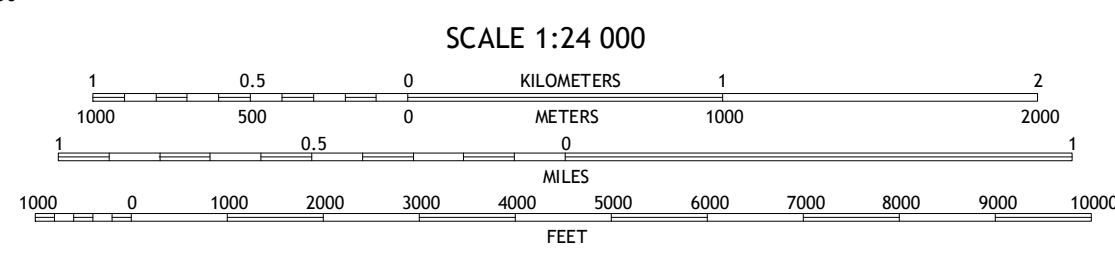 SCALE 1:24 000
1 0.5 0 KILOMETERS 1 2
1000 500 0 METERS 1000 2000
1 0.5 0 1
MILES
1000 0 1000 2000 3000 4000 5000 6000 7000 8000 9000 10000
FEET